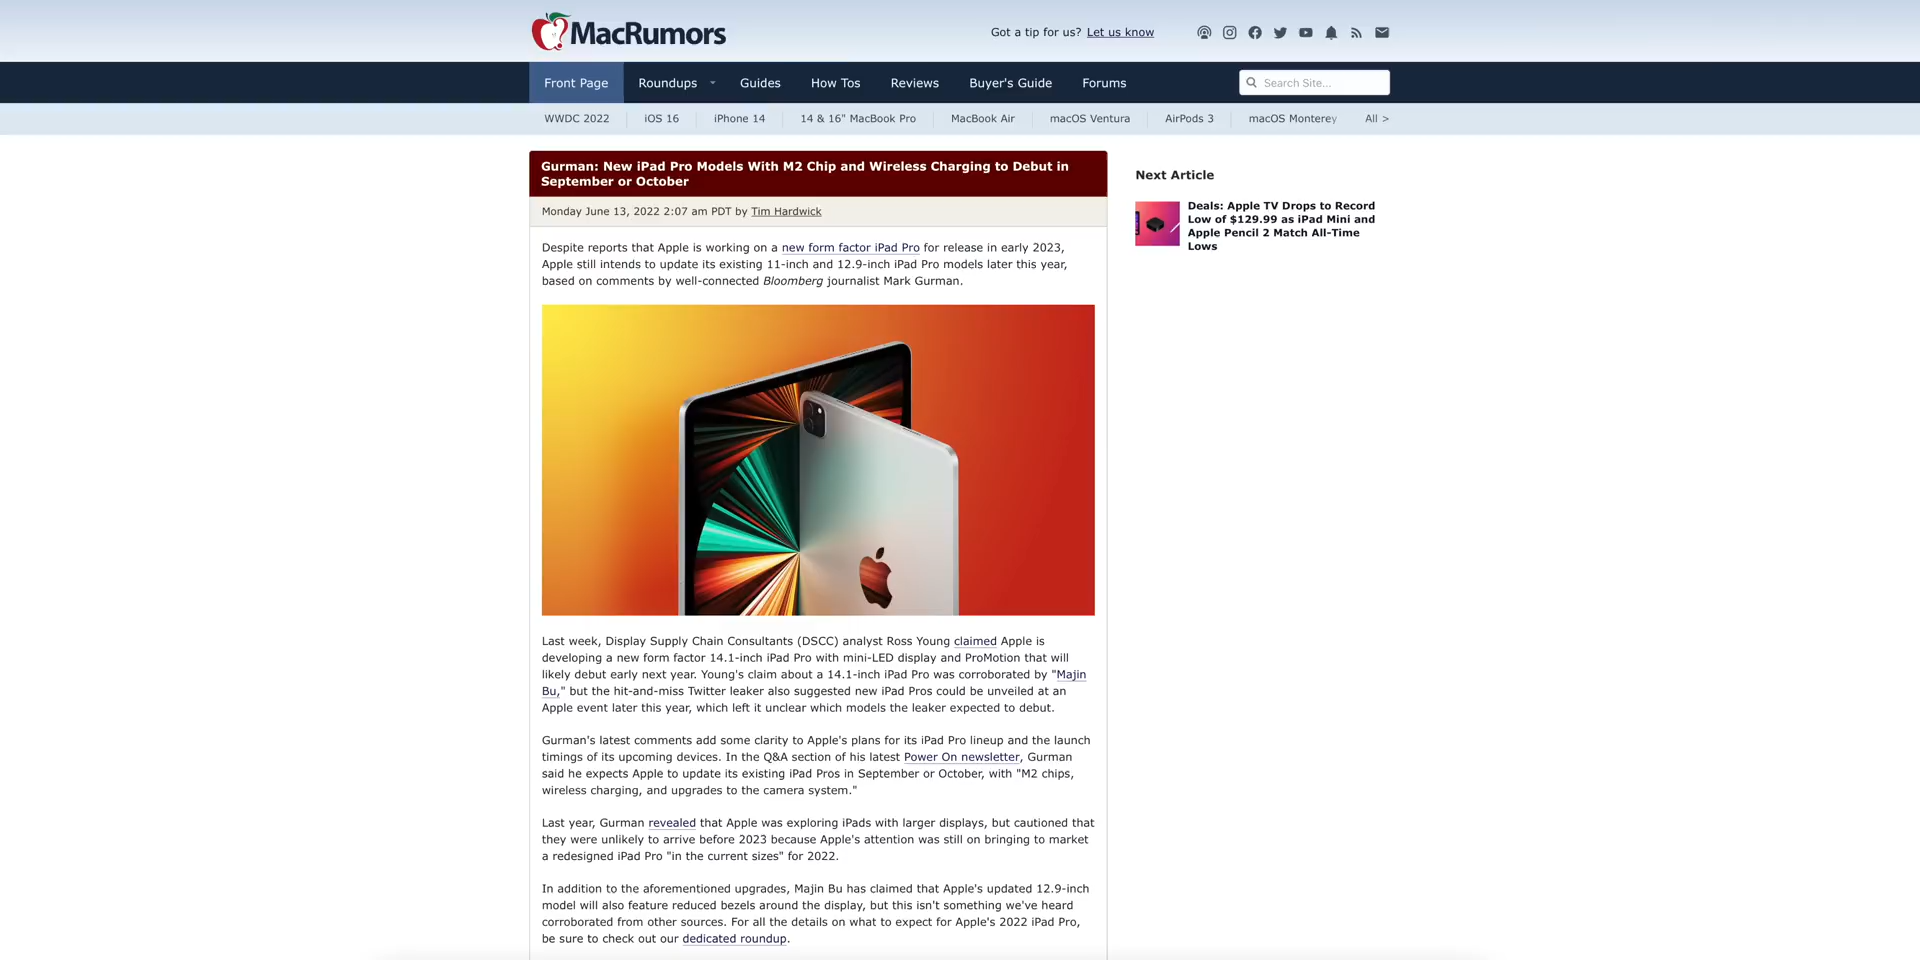 MacRumors
Got a tip for us? Let us know
Front Page
Roundups
Guides
How Tos
Reviews
Buyer's Guide
Forums
Search Site...
WWDC 2022
iOS 16
iPhone 14
14 & 16" MacBook Pro
MacBook Air
macOS Ventura
AirPods 3
macOS Monterey
All >
Gurman: New iPad Pro Models With M2 Chip and Wireless Charging to Debut in
September or October
Monday June 13, 2022 2:07 am PDT by Tim Hardwick
Despite reports that Apple is working on a new form factor iPad Pro for release in early 2023,
Apple still intends to update its existing 11-inch and 12.9-inch iPad Pro models later this year,
based on comments by well-connected Bloomberg journalist Mark Gurman.
Last week, Display Supply Chain Consultants (DSCC) analyst Ross Young claimed Apple is
developing a new form factor 14.1-inch iPad Pro with mini-LED display and ProMotion that will
likely debut early next year. Young's claim about a 14.1-inch iPad Pro was corroborated by "Majin
Bu," but the hit-and-miss Twitter leaker also suggested new iPad Pros could be unveiled at an
Apple event later this year, which left it unclear which models the leaker expected to debut.
Gurman's latest comments add some clarity to Apple's plans for its iPad Pro lineup and the launch
timings of its upcoming devices. In the Q&A section of his latest Power On newsletter, Gurman
said he expects Apple to update its existing iPad Pros in September or October, with "M2 chips,
wireless charging, and upgrades to the camera system."
Last year, Gurman revealed that Apple was exploring iPads with larger displays, but cautioned that
they were unlikely to arrive before 2023 because Apple's attention was still on bringing to market
a redesigned iPad Pro "in the current sizes" for 2022.
In addition to the aforementioned upgrades, Majin Bu has claimed that Apple's updated 12.9-inch
model will also feature reduced bezels around the display, but this isn't something we've heard
corroborated from other sources. For all the details on what to expect for Apple's 2022 iPad Pro,
be sure to check out our dedicated roundup.
Next Article
Deals: Apple TV Drops to Record
Low of $129.99 as iPad Mini and
Apple Pencil 2 Match All-Time
Lows